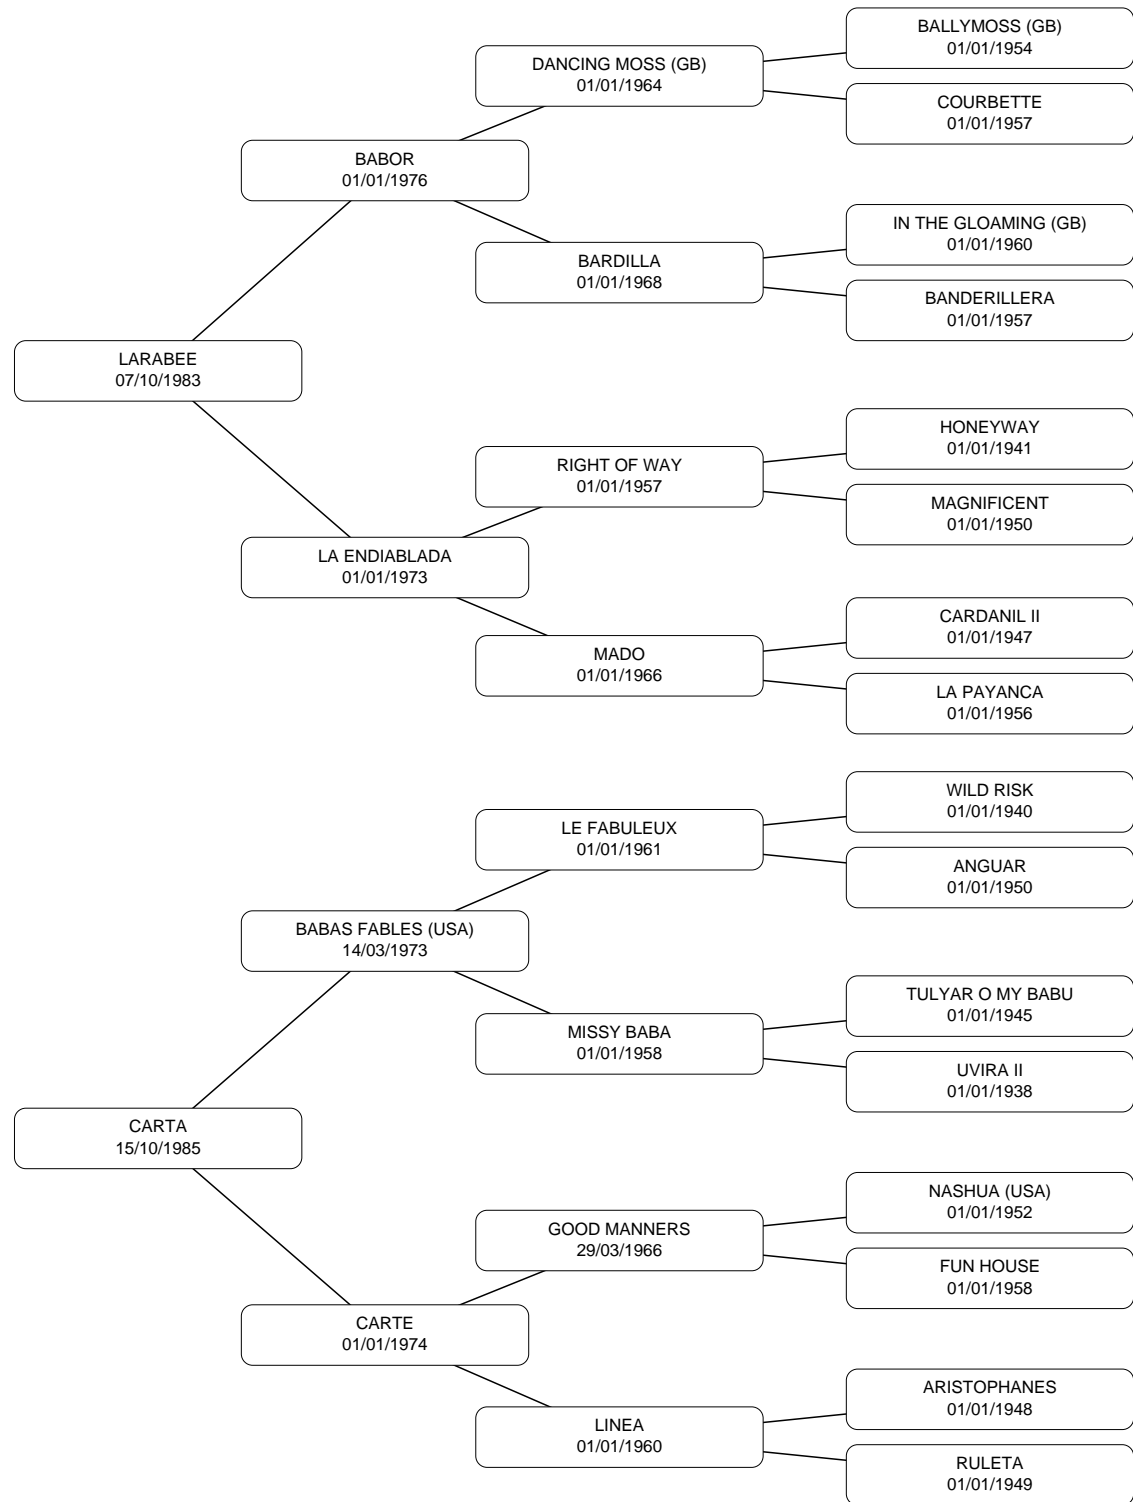 BALLYMOSS (GB)
01/01/1954
DANCING MOSS (GB)
01/01/1964
COURBETTE
01/01/1957
BABOR
01/01/1976
IN THE GLOAMING (GB)
01/01/1960
BARDILLA
01/01/1968
BANDERILLERA
01/01/1957
LARABEE
07/10/1983
HONEYWAY
01/01/1941
RIGHT OF WAY
01/01/1957
MAGNIFICENT
01/01/1950
LA ENDIABLADA
01/01/1973
CARDANIL II
01/01/1947
MADO
01/01/1966
LA PAYANCA
01/01/1956
WILD RISK
01/01/1940
LE FABULEUX
01/01/1961
ANGUAR
01/01/1950
BABAS FABLES (USA)
14/03/1973
TULYAR O MY BABU
01/01/1945
MISSY BABA
01/01/1958
UVIRA II
01/01/1938
CARTA
15/10/1985
NASHUA (USA)
01/01/1952
GOOD MANNERS
29/03/1966
FUN HOUSE
01/01/1958
CARTE
01/01/1974
ARISTOPHANES
01/01/1948
LINEA
01/01/1960
RULETA
01/01/1949